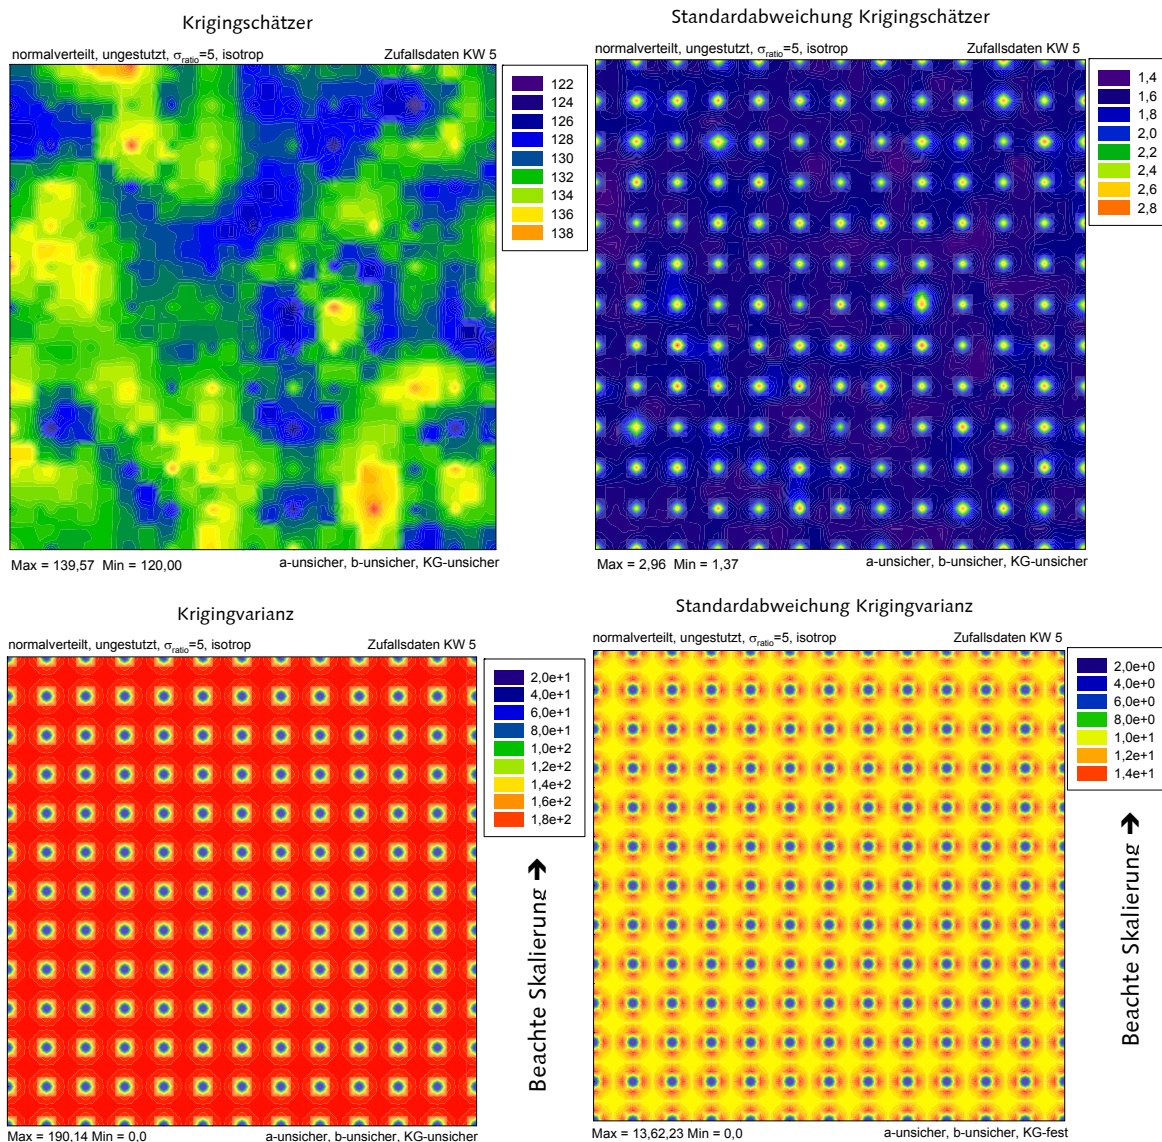 Krigingschätzer
normalverteilt, ungestutzt, σratio=5, isotrop Zufallsdaten KW 5
122
124
126
128
130
132
134
136
138
Max = 139,57 Min = 120,00 a-unsicher, b-unsicher, KG-unsicher
Standardabweichung Krigingschätzer
normalverteilt, ungestutzt, σratio=5, isotrop Zufallsdaten KW 5
1,4
1,6
1,8
2,0
2,2
2,4
2,6
2,8
Max = 2,96 Min = 1,37 a-unsicher, b-unsicher, KG-unsicher
Krigingvarianz
normalverteilt, ungestutzt, σratio=5, isotrop Zufallsdaten KW 5
2,0e+1
4,0e+1
6,0e+1
8,0e+1
1,0e+2
1,2e+2
1,4e+2
1,6e+2
1,8e+2
Beachte Skalierung ➔
Max = 190,14 Min = 0,0 a-unsicher, b-unsicher, KG-unsicher
Standardabweichung Krigingvarianz
normalverteilt, ungestutzt, σratio=5, isotrop Zufallsdaten KW 5
2,0e+0
4,0e+0
6,0e+0
8,0e+0
1,0e+1
1,2e+1
1,4e+1
Beachte Skalierung ➔
Max = 13,62,23 Min = 0,0 a-unsicher, b-unsicher, KG-fest